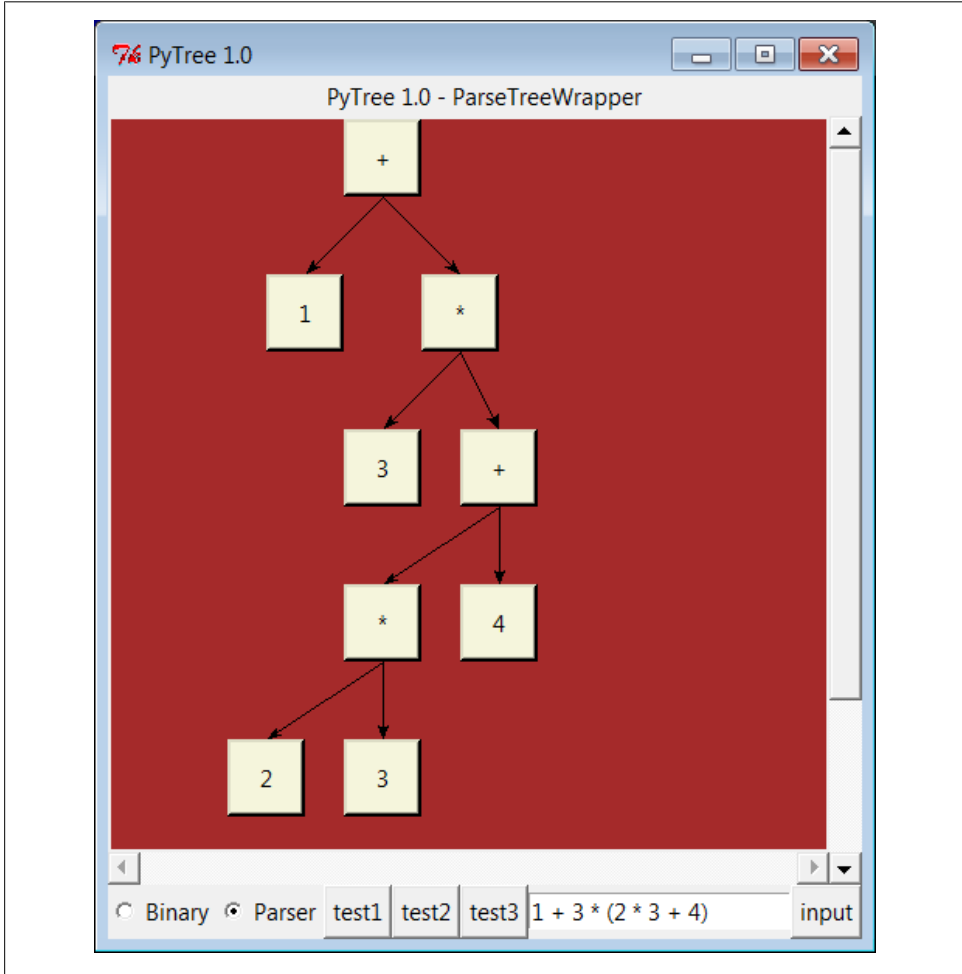 PyTree 1.0
PyTree 1.0 - ParseTreeWrapper
+
1 *
3 +
* 4
2 3
Binary Parser test1 test2 test3 1 + 3 * (2 * 3 + 4) input